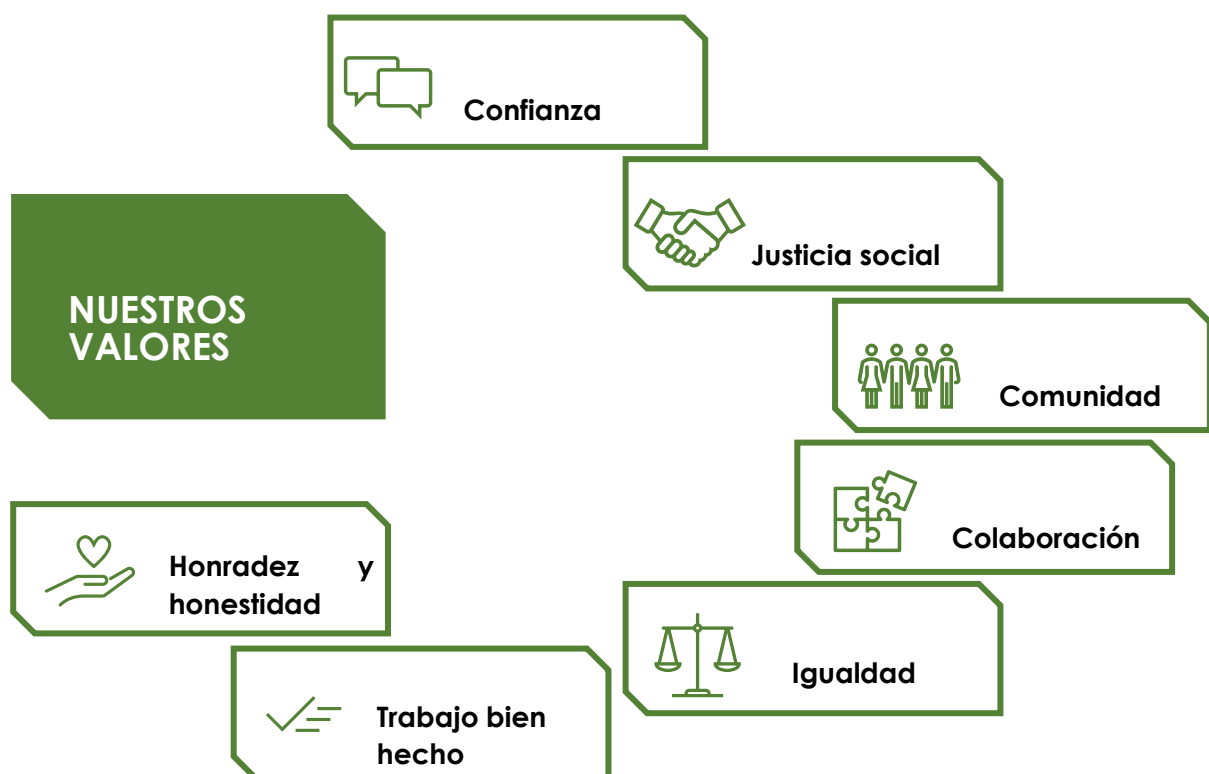 Confianza
Justicia social
NUESTROS
VALORES
Comunidad
Colaboración
Honradez y
honestidad
Igualdad
Trabajo bien
hecho